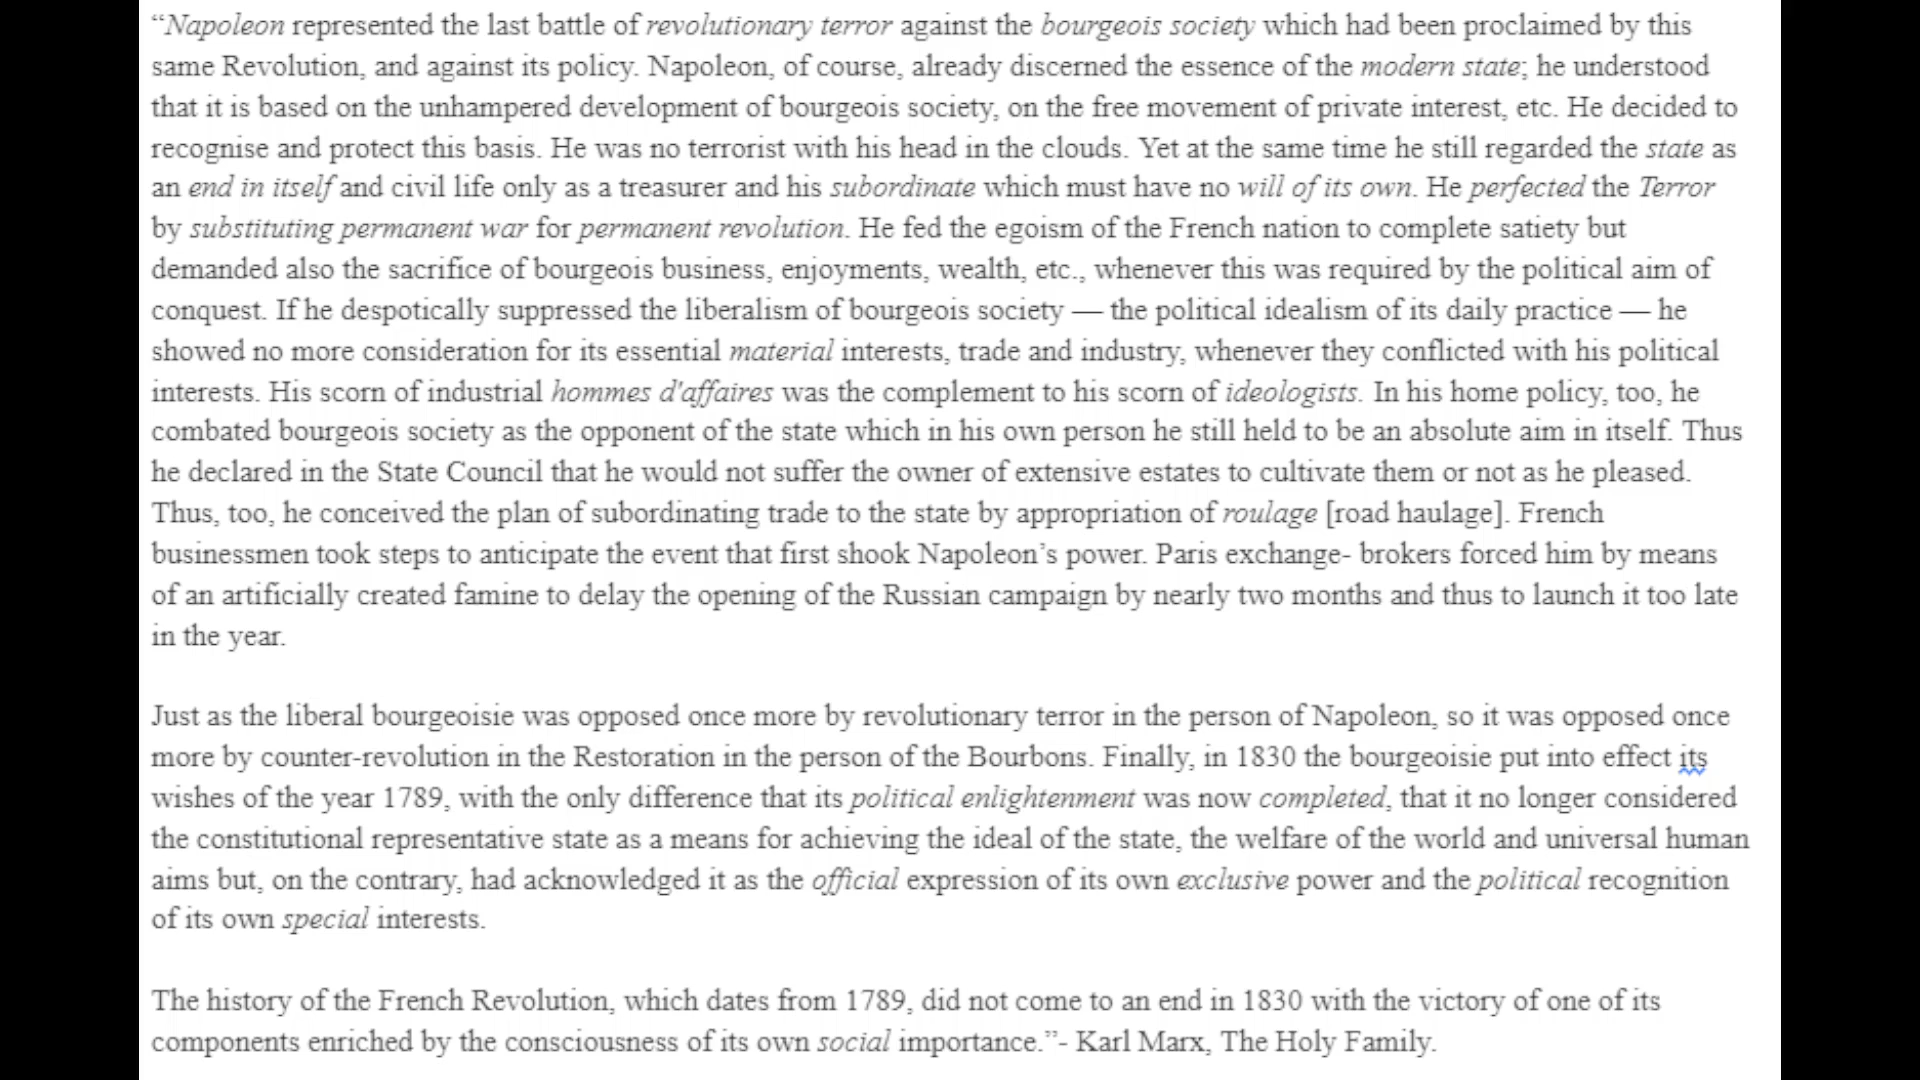 “Napoleon represented the last battle of revolutionary terror against the bourgeois society which had been proclaimed by this
same Revolution, and against its policy. Napoleon, of course, already discerned the essence of the modern state; he understood
that it is based on the unhampered development of bourgeois society, on the free movement of private interest, etc. He decided to
recognise and protect this basis. He was no terrorist with his head in the clouds. Yet at the same time he still regarded the state as
an end in itself and civil life only as a treasurer and his subordinate which must have no will of its own. He perfected the Terror
by substituting permanent war for permanent revolution. He fed the egoism of the French nation to complete satiety but
demanded also the sacrifice of bourgeois business, enjoyments, wealth, etc., whenever this was required by the political aim of
conquest. If he despotically suppressed the liberalism of bourgeois society — the political idealism of its daily practice — he
showed no more consideration for its essential material interests, trade and industry, whenever they conflicted with his political
interests. His scorn of industrial hommes d'affaires was the complement to his scorn of ideologists. In his home policy, too, he
combated bourgeois society as the opponent of the state which in his own person he still held to be an absolute aim in itself. Thus
he declared in the State Council that he would not suffer the owner of extensive estates to cultivate them or not as he pleased.
Thus, too, he conceived the plan of subordinating trade to the state by appropriation of roulage [road haulage]. French
businessmen took steps to anticipate the event that first shook Napoleon’s power. Paris exchange- brokers forced him by means
of an artificially created famine to delay the opening of the Russian campaign by nearly two months and thus to launch it too late
in the year.
Just as the liberal bourgeoisie was opposed once more by revolutionary terror in the person of Napoleon, so it was opposed once
more by counter-revolution in the Restoration in the person of the Bourbons. Finally, in 1830 the bourgeoisie put into effect its
wishes of the year 1789, with the only difference that its political enlightenment was now completed, that it no longer considered
the constitutional representative state as a means for achieving the ideal of the state, the welfare of the world and universal human
aims but, on the contrary, had acknowledged it as the official expression of its own exclusive power and the political recognition
of its own special interests.
The history of the French Revolution, which dates from 1789, did not come to an end in 1830 with the victory of one of its
components enriched by the consciousness of its own social importance.”- Karl Marx, The Holy Family.